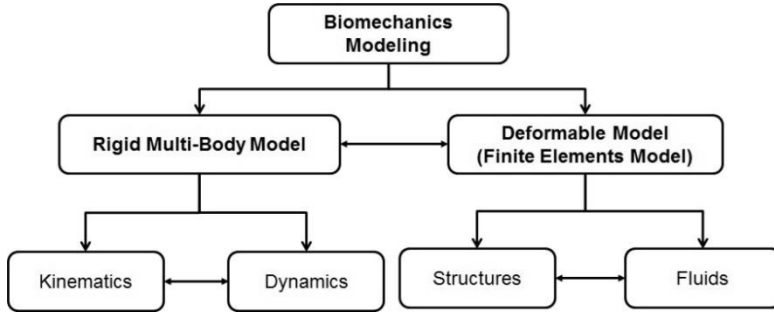 Biomechanics
Modeling
Rigid Multi-Body Model
Deformable Model
(Finite Elements Model)
Kinematics
Dynamics
Structures
Fluids